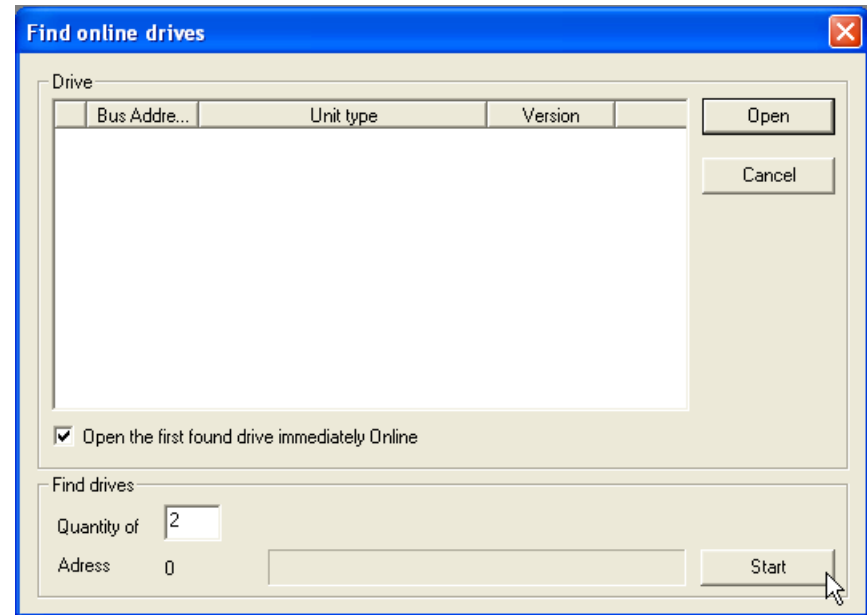 Find online drives
Drive
Bus Addre... Unit type Version
Open
Cancel
Open the first found drive immediately Online
Find drives
Quantity of 2
Adress 0
Start